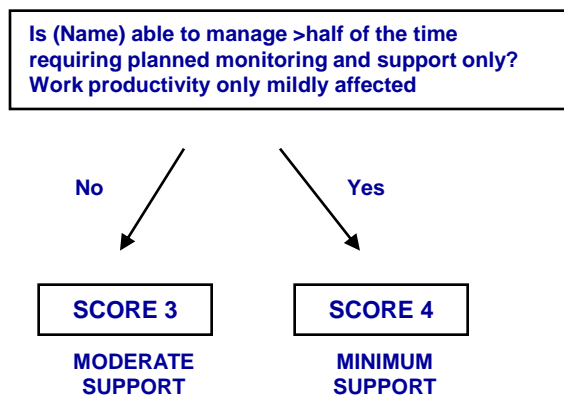 Is (Name) able to manage >half of the time
requiring planned monitoring and support only?
Work productivity only mildly affected
No
Yes
SCORE 3
SCORE 4
MODERATE
SUPPORT
MINIMUM
SUPPORT